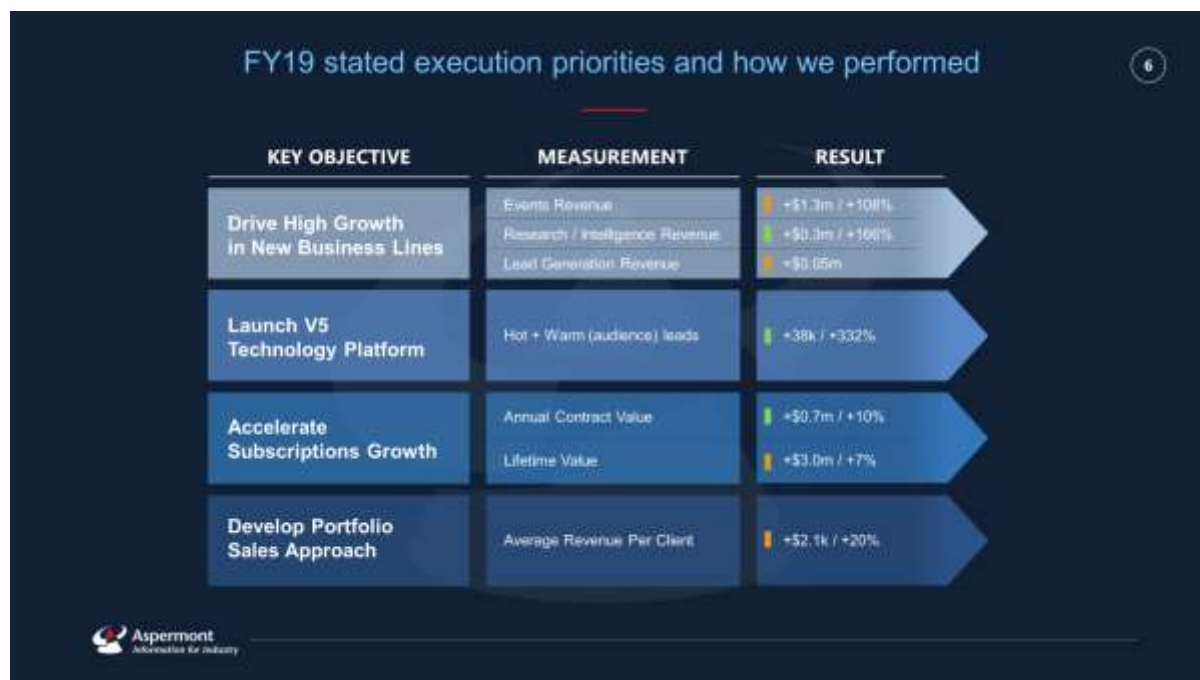 FY19 stated execution priorities and how we performed
6
KEY OBJECTIVE
MEASUREMENT
RESULT
Drive High Growth
in New Business Lines
Events Revenue
+$1.3m / +108%
Research / Intelligence Revenue
+$0.3m / +166%
Lead Generation Revenue
+$0.05m
Launch V5
Technology Platform
Hot + Warm (audience) leads
+38k / +332%
Accelerate
Subscriptions Growth
Annual Contract Value
+$0.7m / +10%
Lifetime Value
+$3.0m / +7%
Develop Portfolio
Sales Approach
Average Revenue Per Client
+$2.1k / +20%
Aspermont
Information for Industry